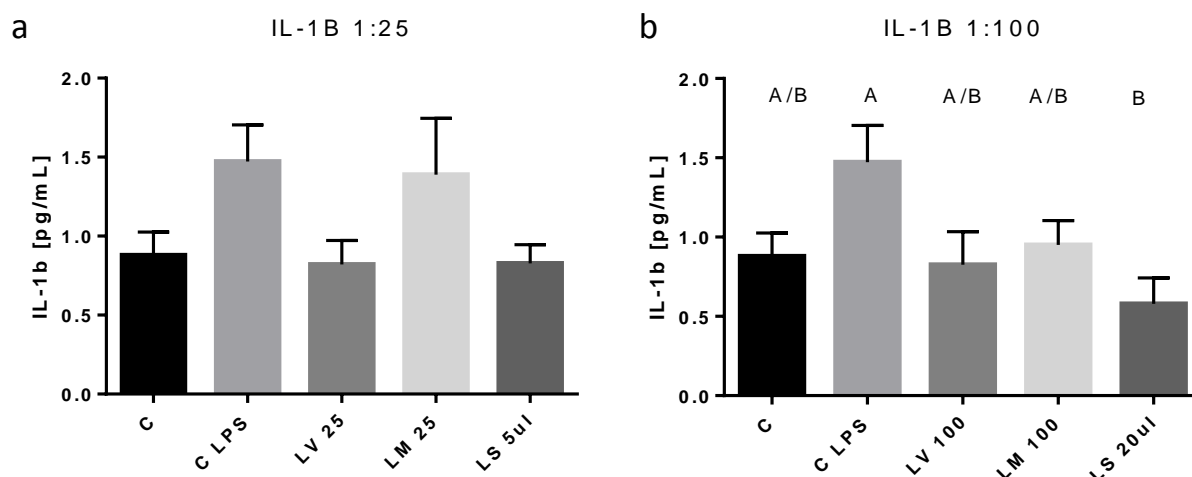 a
IL-1B 1:25
IL-1b [pg/mL]
2.0
1.5
1.0
0.5
0.0
C
C LPS
LV 25
LM 25
LS 5ul
b
IL-1B 1:100
IL-1b [pg/mL]
2.0
1.5
1.0
0.5
0.0
A/B
A
A/B
A/B
B
C
C LPS
LV 100
LM 100
LS 20ul